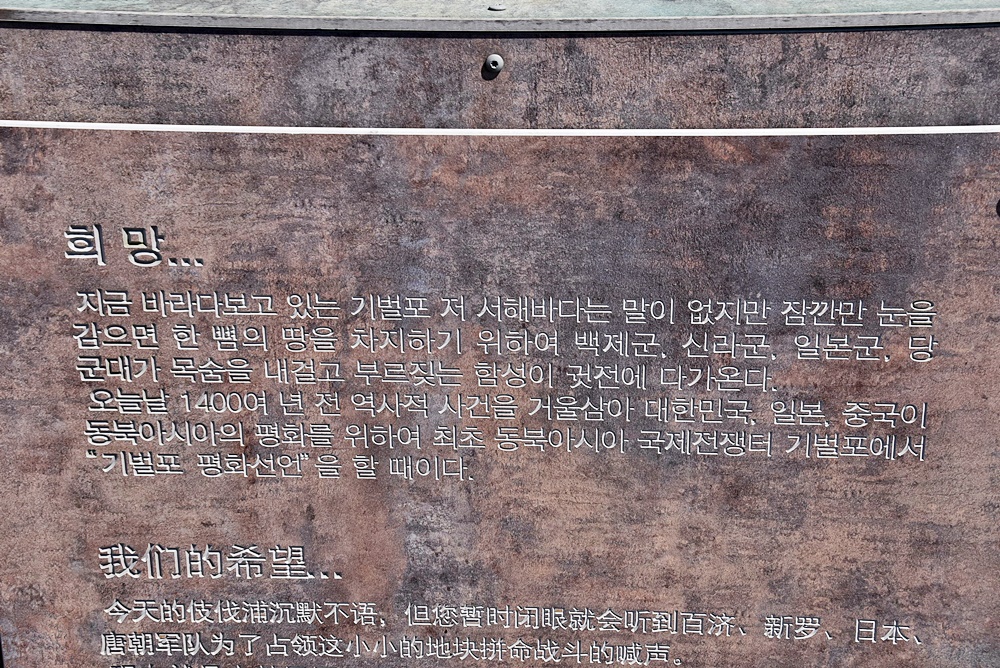 희 망...
지금 바라다보고 있는 기벌포 저 서해바다는 말이 없지만 잠깐만 눈을
감으면 한 뼘의 땅을 차지하기 위하여 백제군, 신라군, 일본군, 당
군대가 목숨을 내걸고 부르짖는 함성이 귓전에 다가온다.
오늘날 1400여 년 전 역사적 사건을 거울삼아 대한민국, 일본, 중국이
동북아시아의 평화를 위하여 최초 동북아시아 국제전쟁터 기벌포에서
"기벌포 평화선언"을 할 때이다.
我们的希望...
今天的伎伐浦沉默不语，但您暂时闭眼就会听到百济、新罗、日本、
唐朝军队为了占领这小小的地块拼命战斗的喊声。